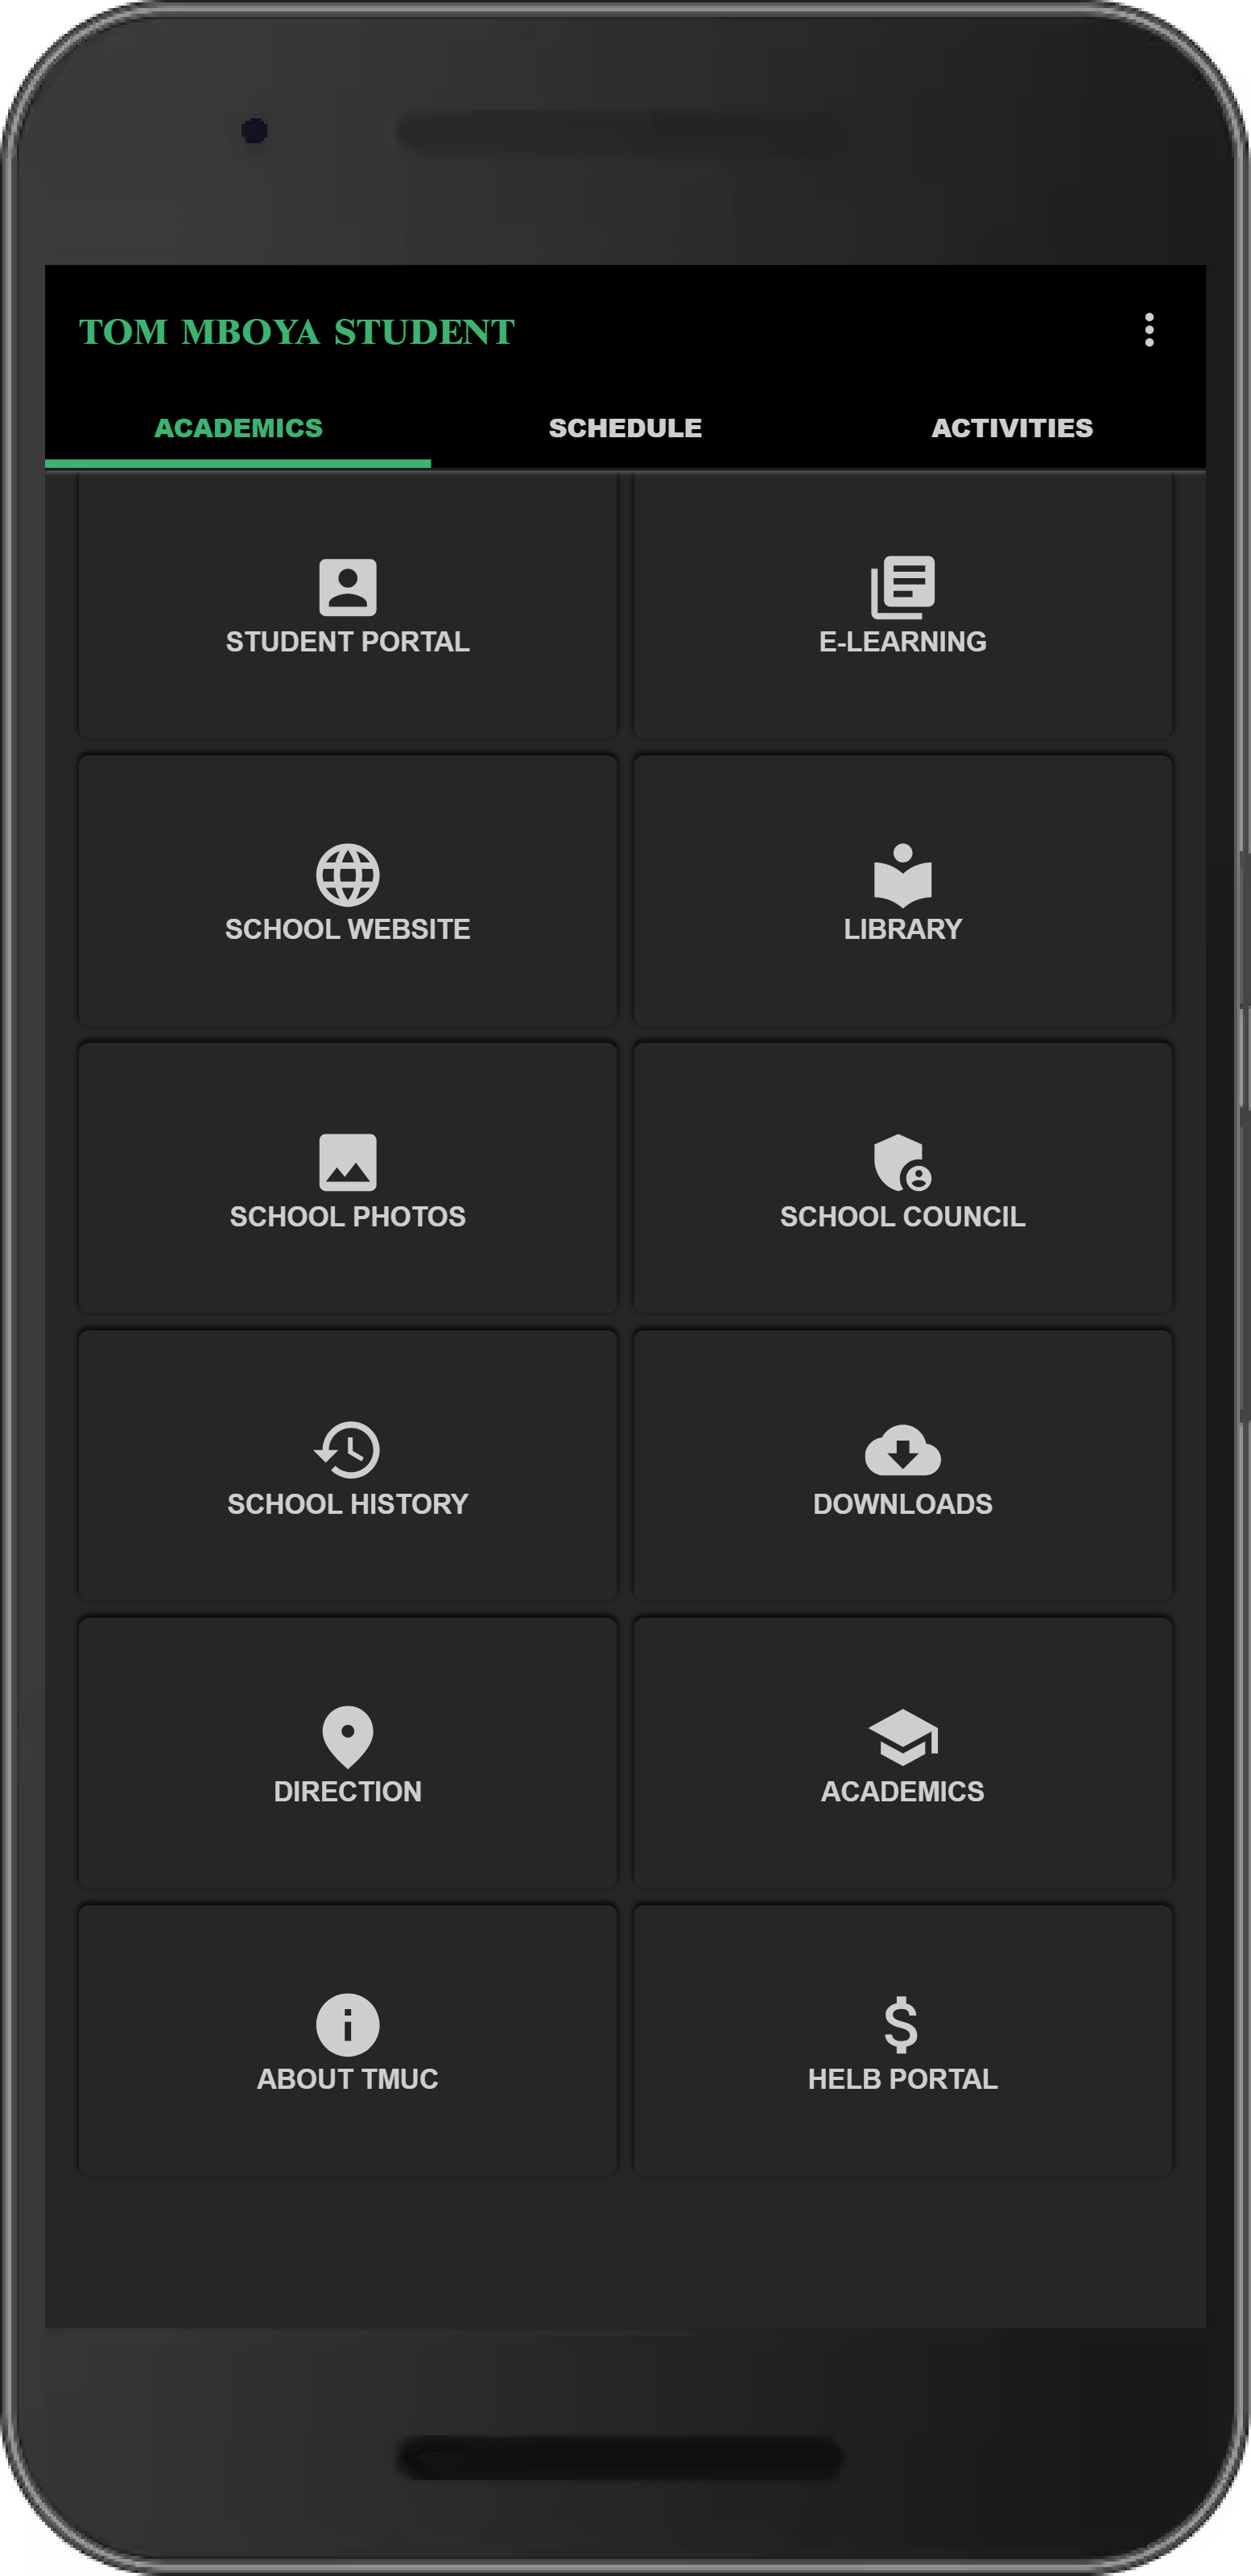 TOM MBOYA STUDENT
ACADEMICS SCHEDULE ACTIVITIES
STUDENT PORTAL E-LEARNING
SCHOOL WEBSITE LIBRARY
SCHOOL PHOTOS SCHOOL COUNCIL
SCHOOL HISTORY DOWNLOADS
DIRECTION ACADEMICS
ABOUT TMUC HELB PORTAL